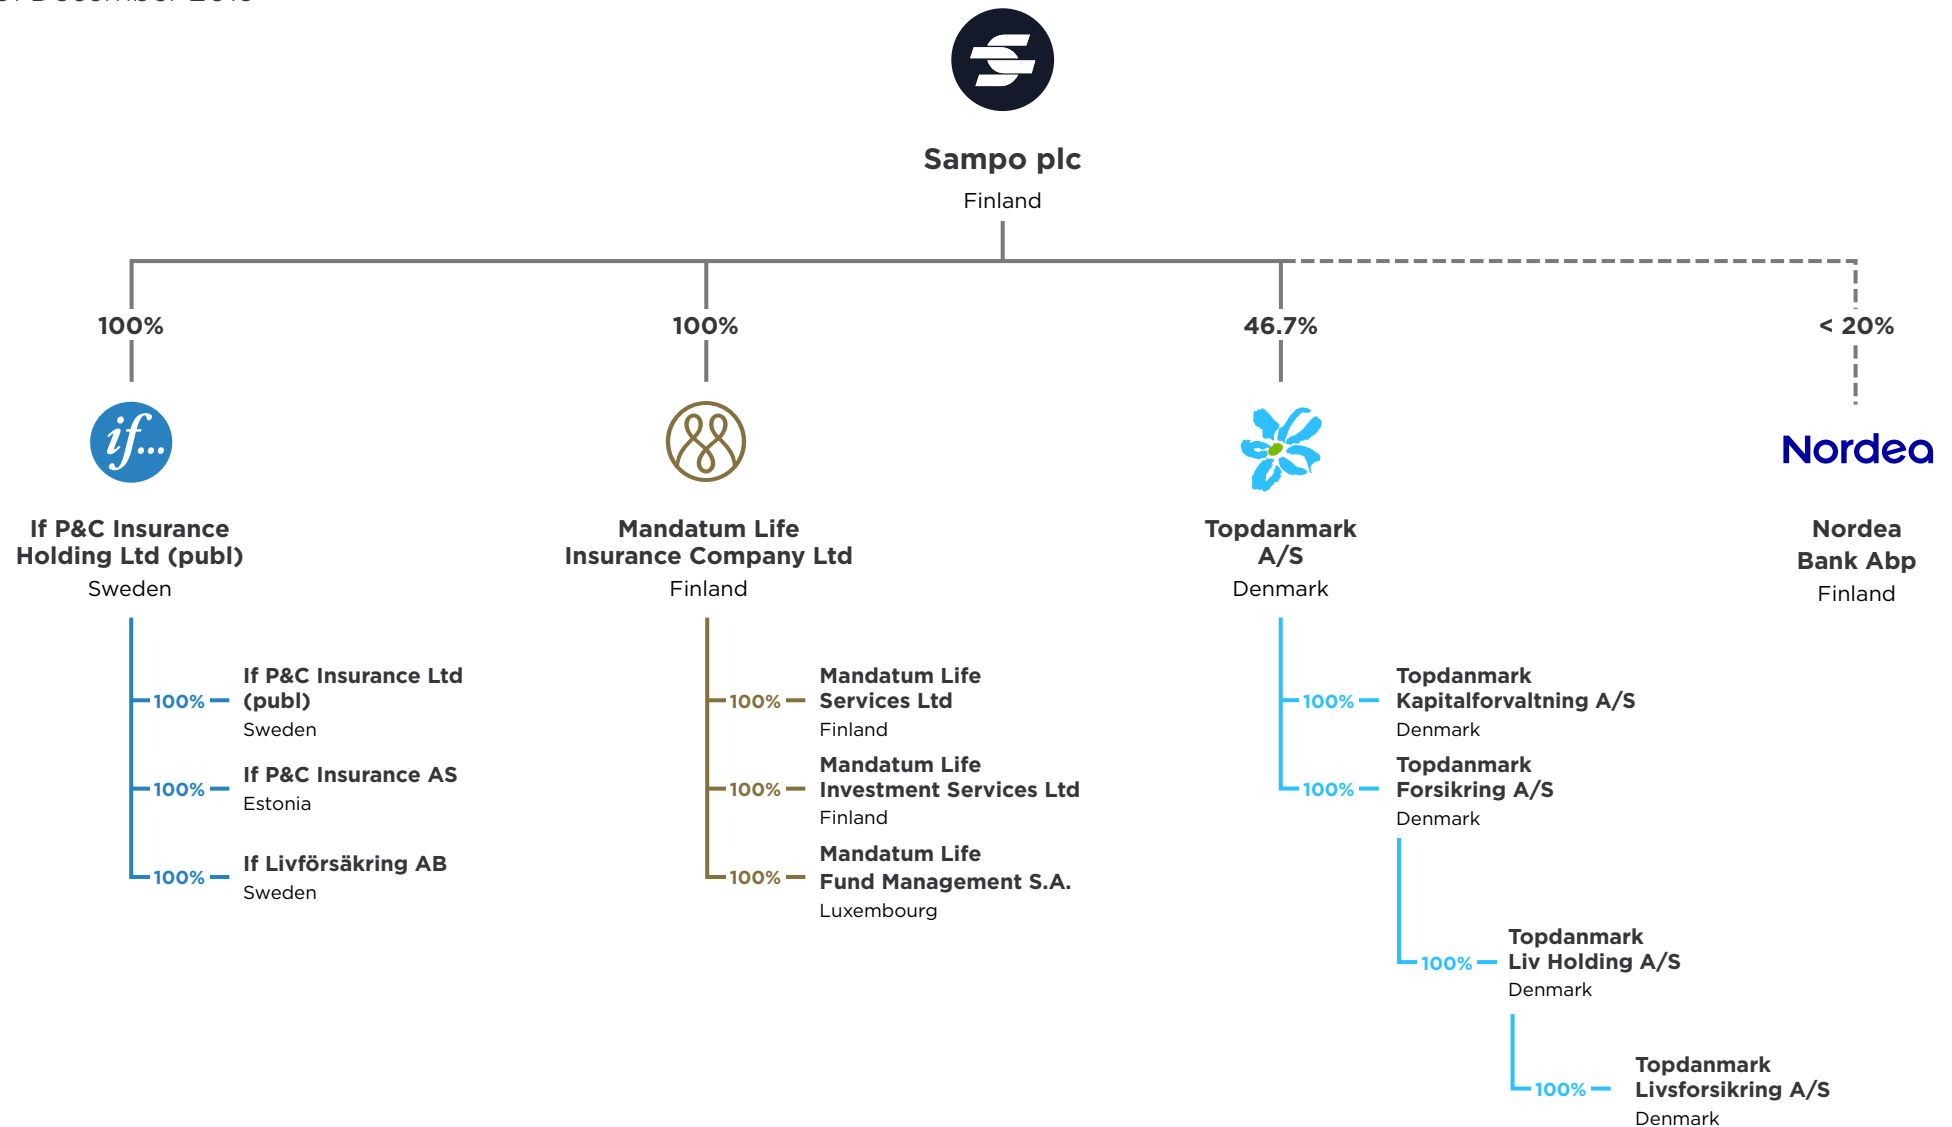 Sampo plc
Finland
100%
100%
46.7%
< 20%
if...
Nordea
If P&C Insurance
Holding Ltd (publ)
Sweden
Mandatum Life
Insurance Company Ltd
Finland
Topdanmark
A/S
Denmark
Nordea
Bank Abp
Finland
100%
If P&C Insurance Ltd
(publ)
Sweden
100%
If P&C Insurance AS
Estonia
100%
If Livförsäkring AB
Sweden
100%
Mandatum Life
Services Ltd
Finland
100%
Mandatum Life
Investment Services Ltd
Finland
100%
Mandatum Life
Fund Management S.A.
Luxembourg
100%
Topdanmark
Kapitalforvaltning A/S
Denmark
100%
Topdanmark
Forsikring A/S
Denmark
100%
Topdanmark
Liv Holding A/S
Denmark
100%
Topdanmark
Livsforsikring A/S
Denmark